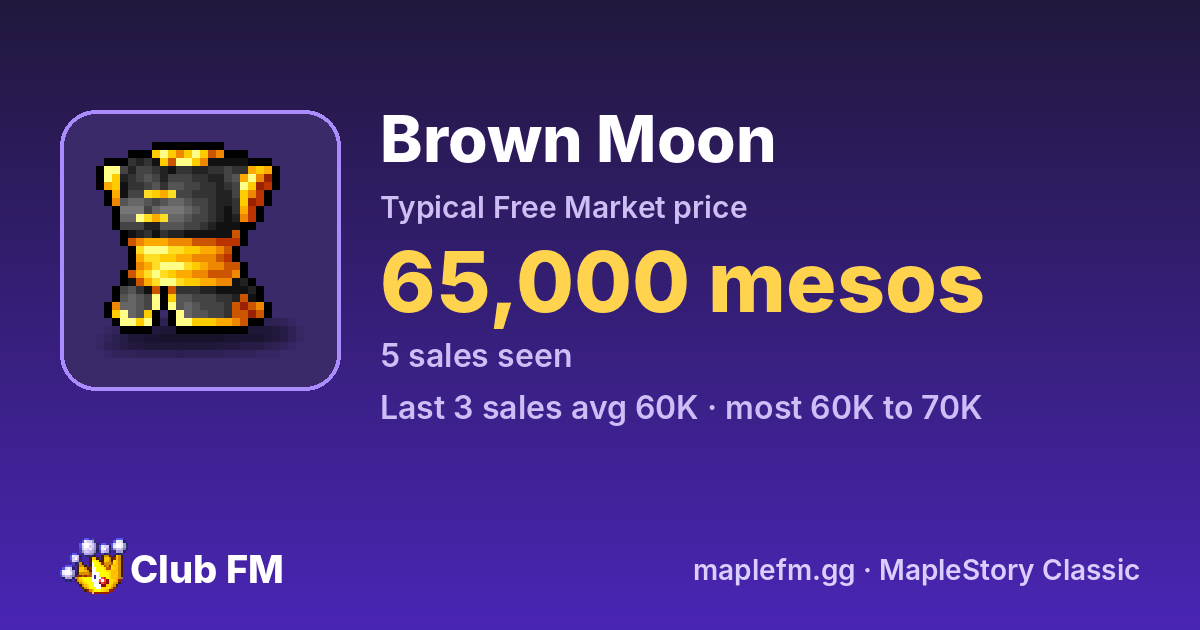 Brown Moon
Typical Free Market price
65,000 mesos
5 sales seen
Last 3 sales avg 60K · most 60K to 70K
Club FM
maplefm.gg · MapleStory Classic